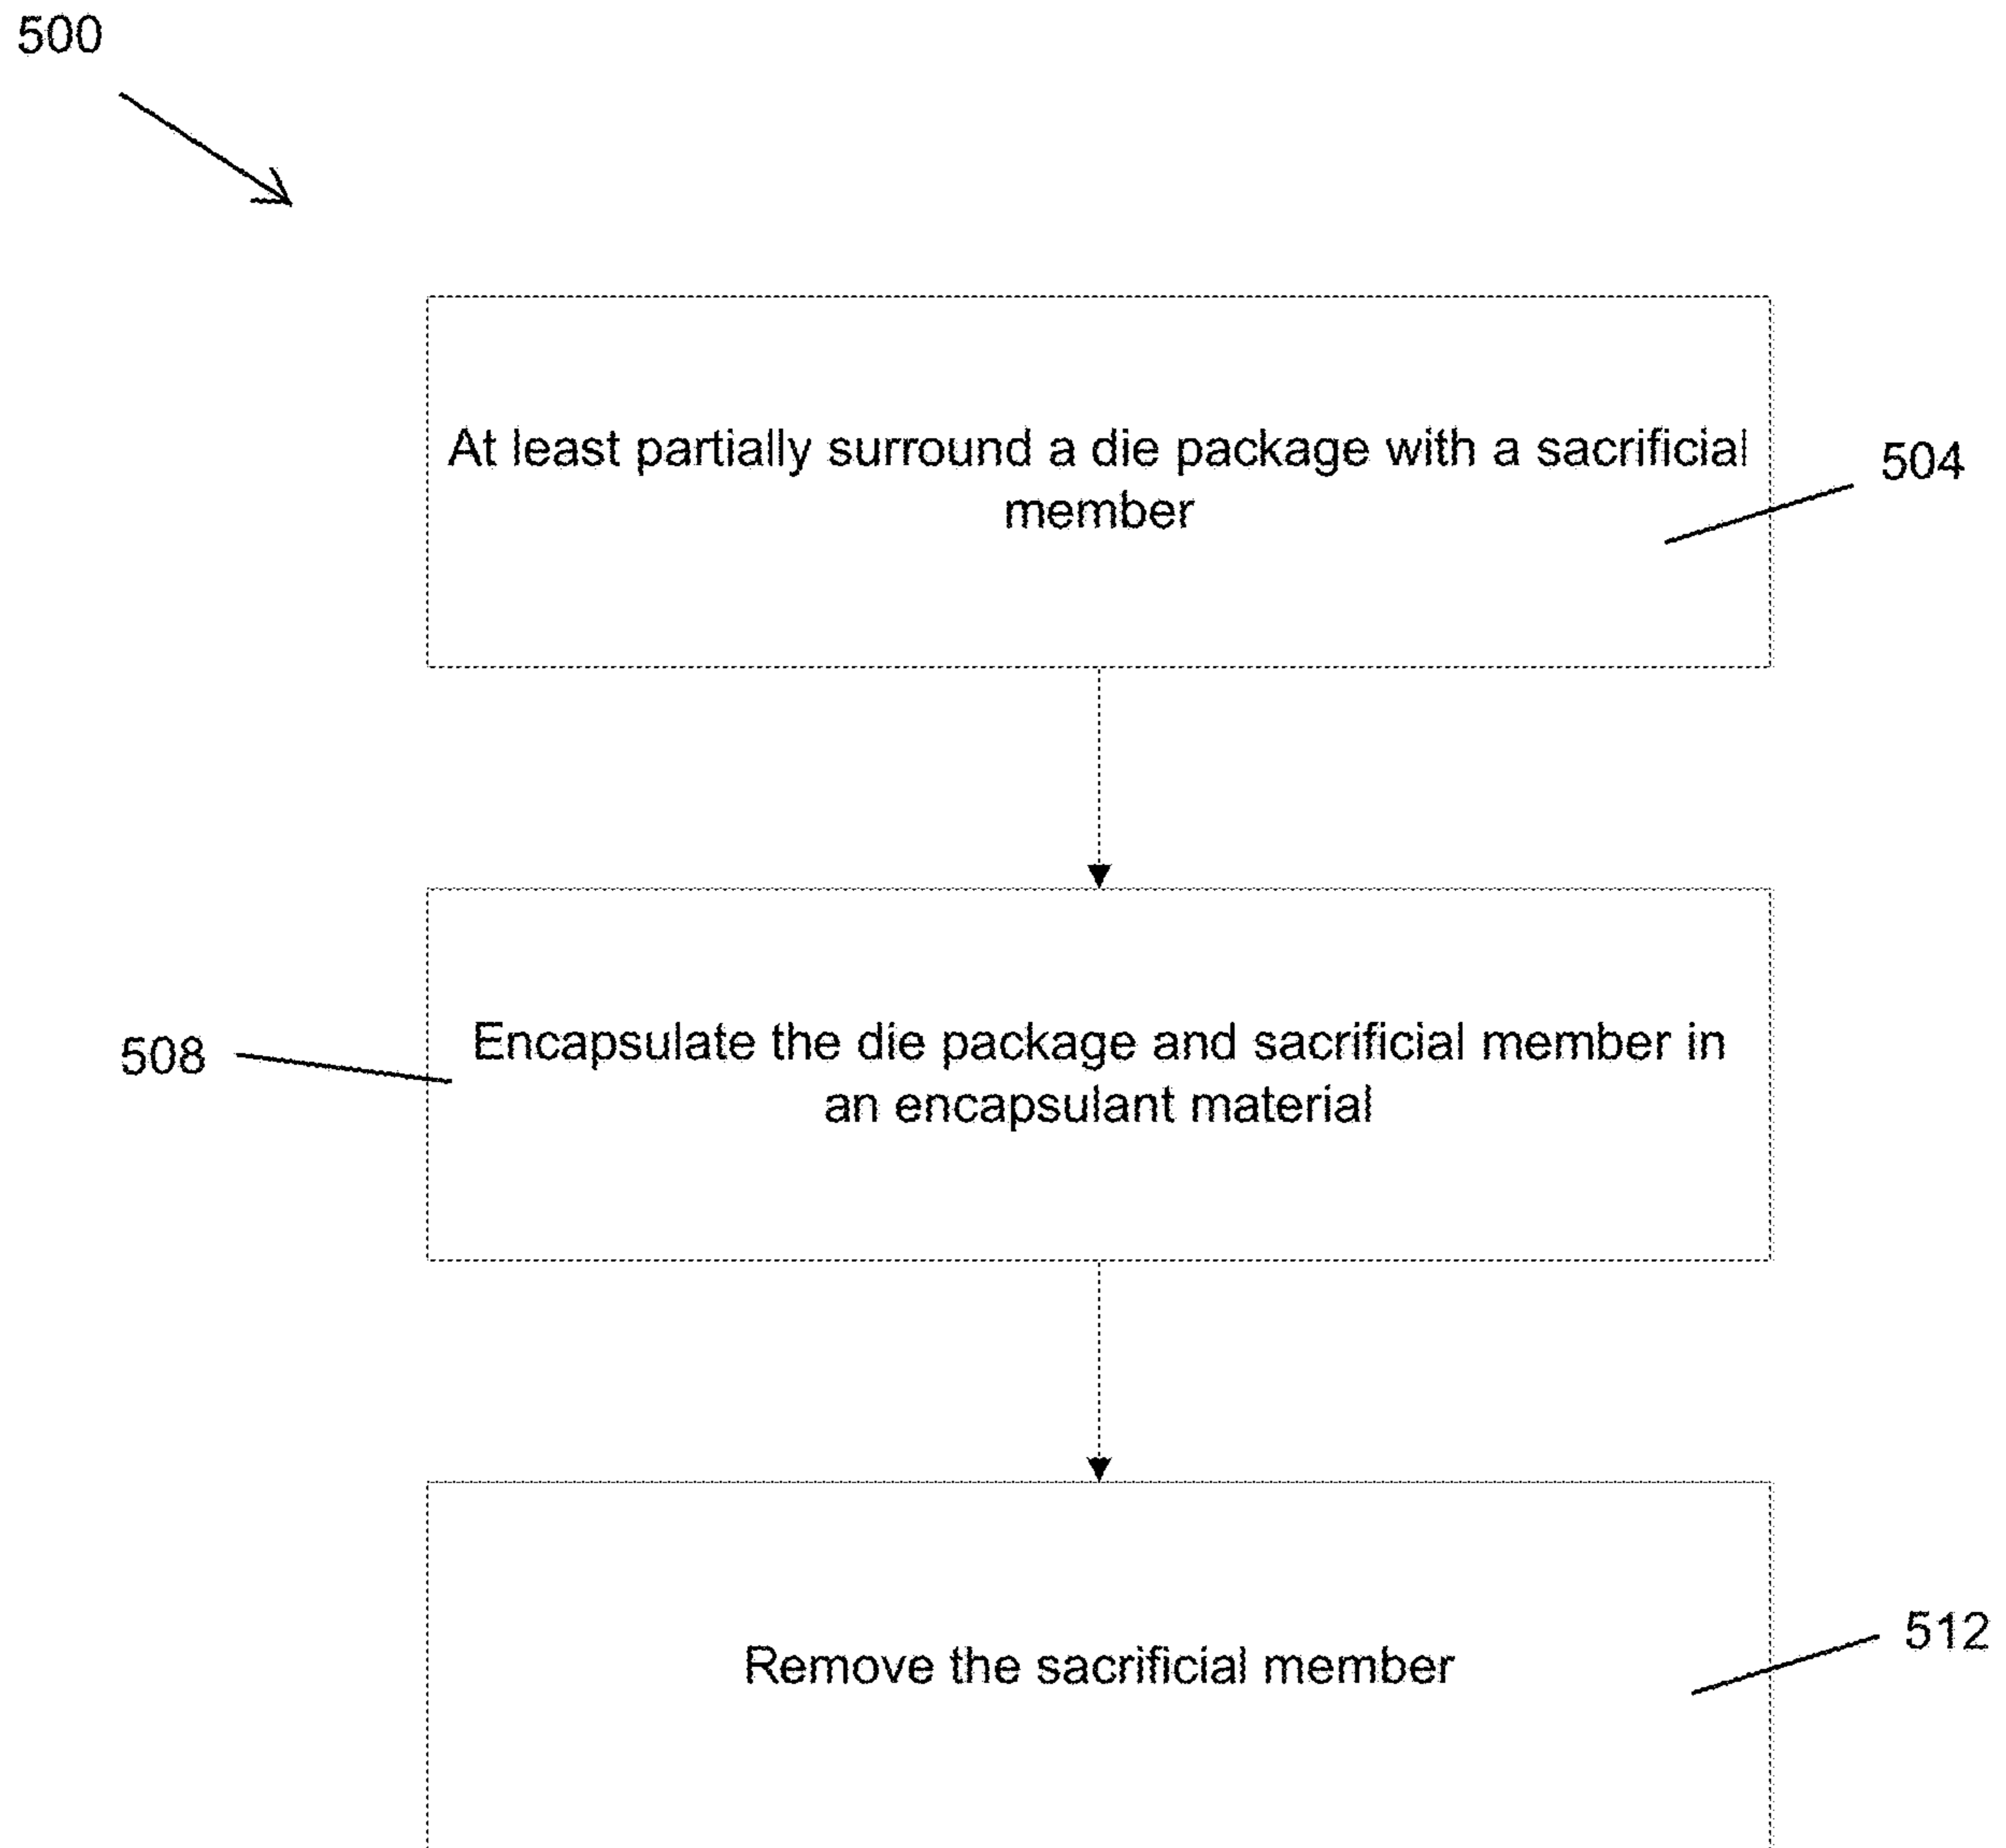 500
At least partially surround a die package with a sacrificial
member
504
Encapsulate the die package and sacrificial member in
an encapsulant material
508
Remove the sacrificial member
512